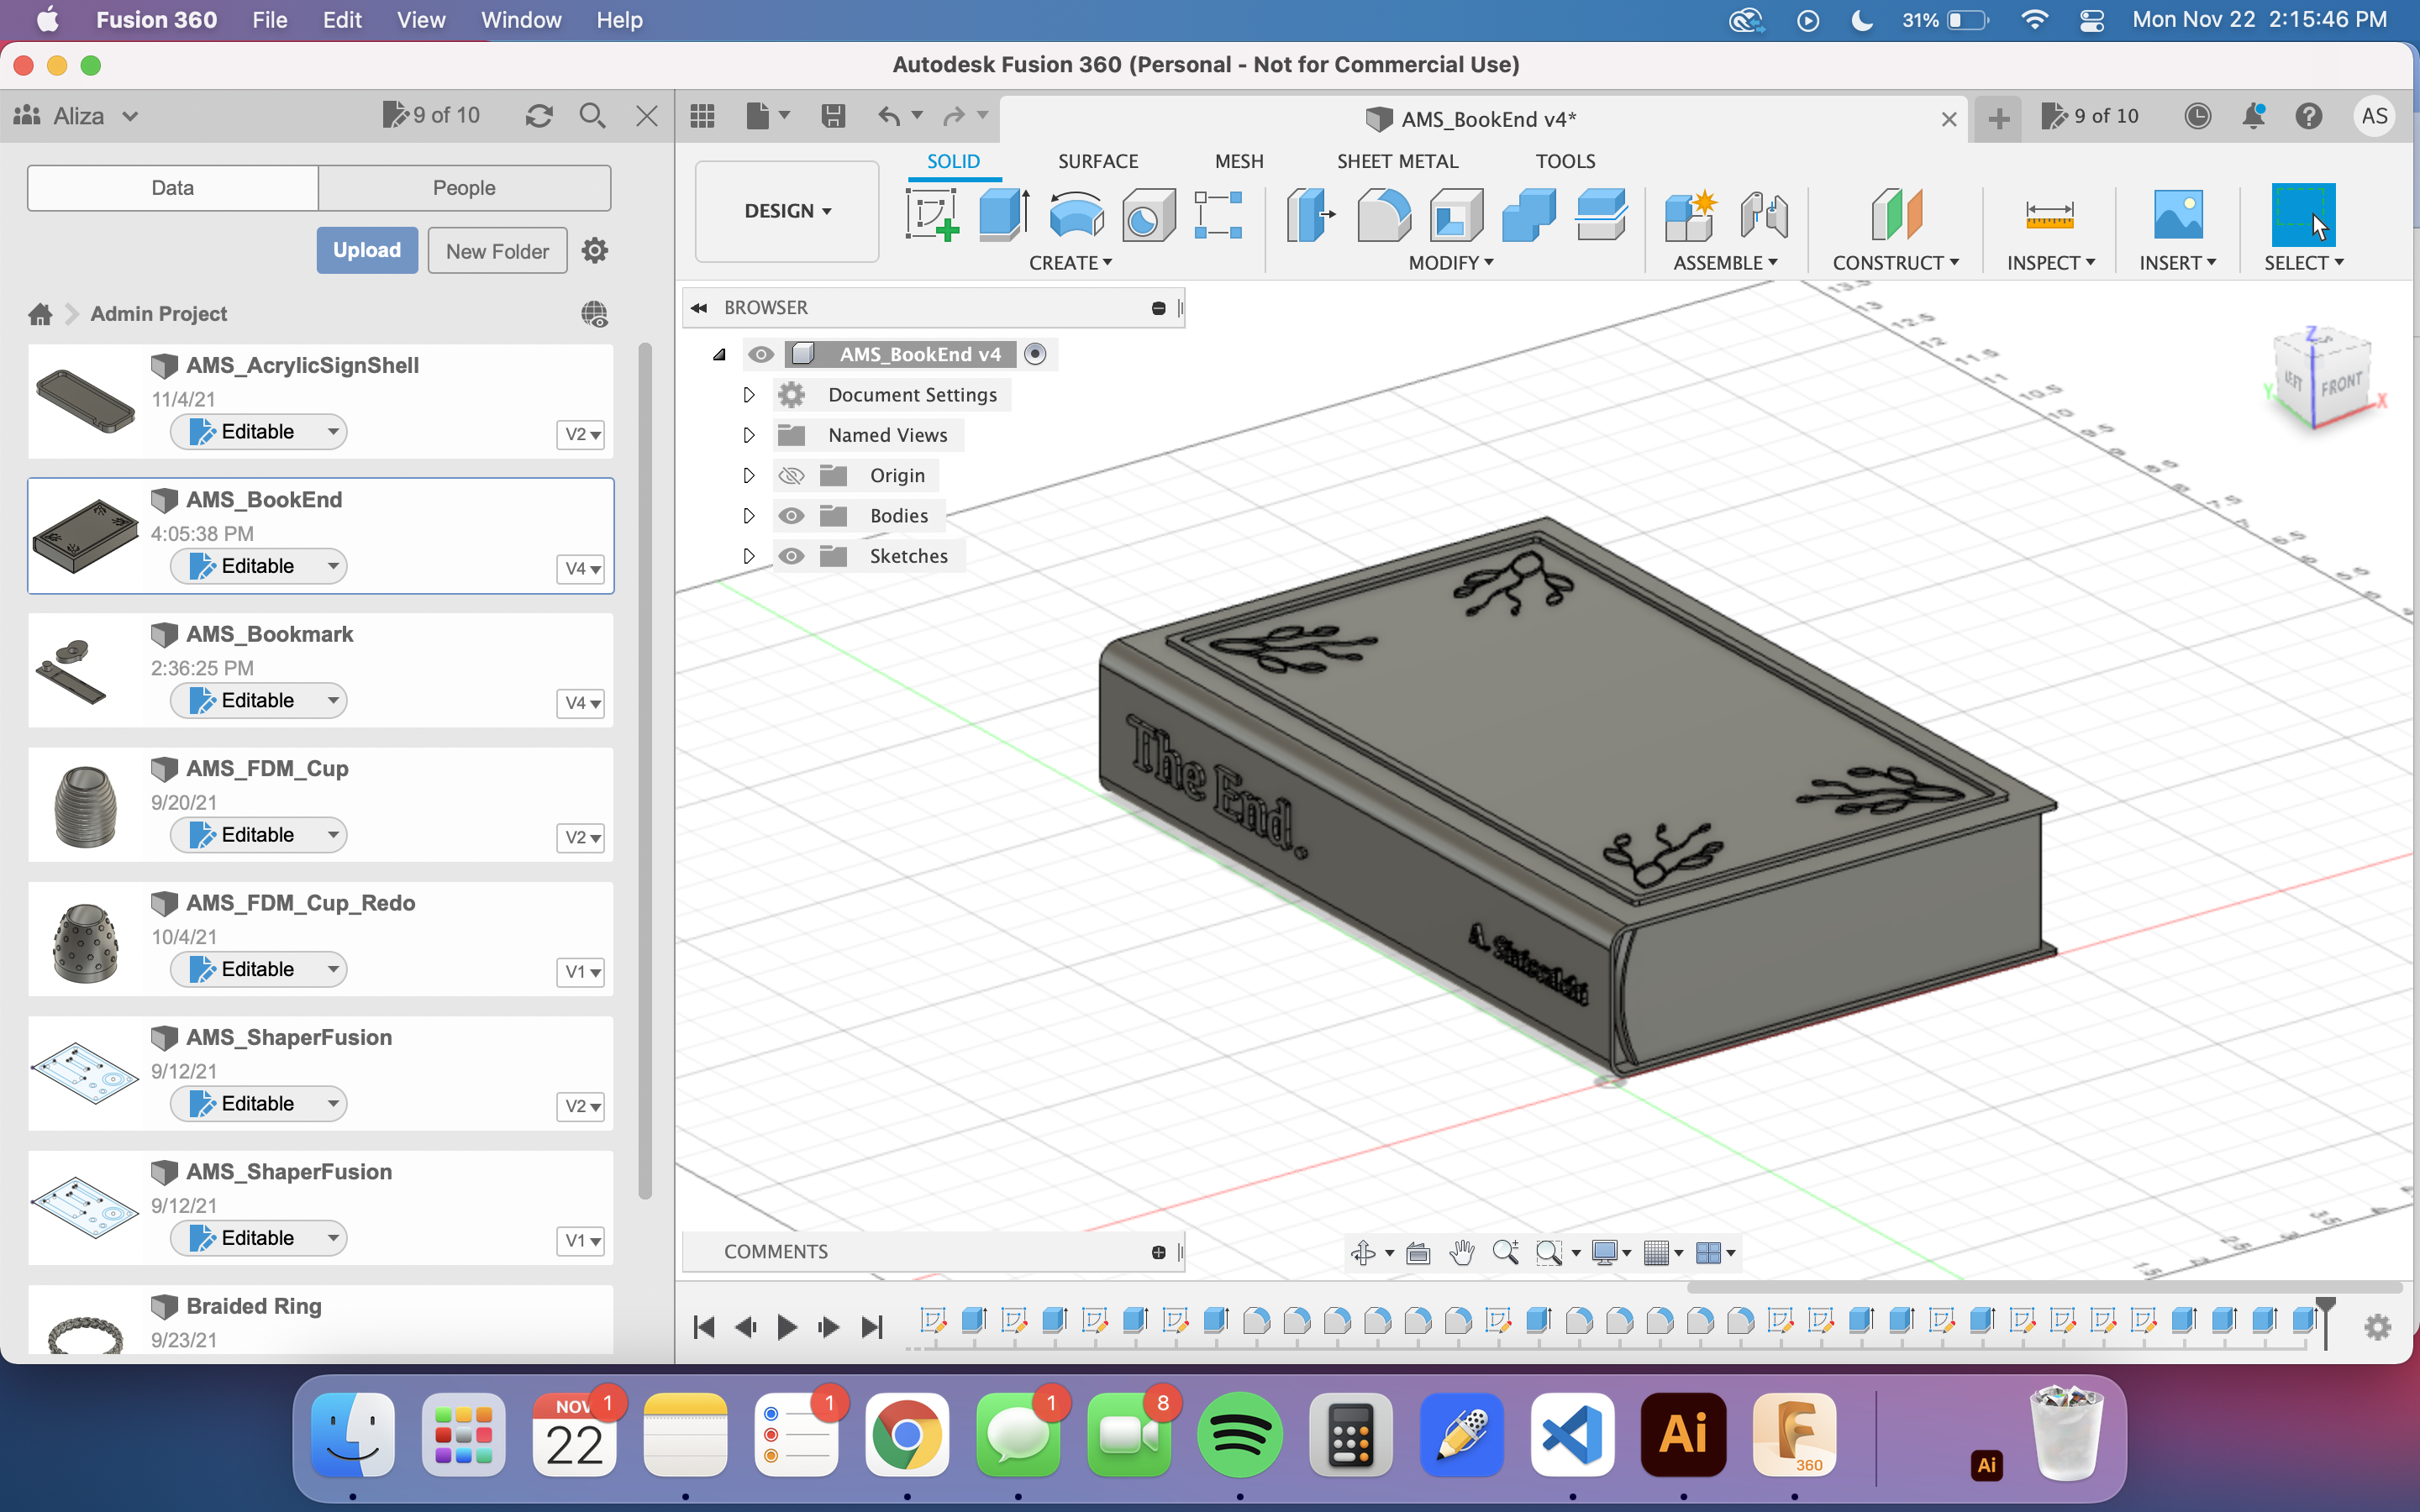 Fusion 360 File Edit View Window Help 31% Mon Nov 22 2:15:46 PM
Autodesk Fusion 360 (Personal - Not for Commercial Use)
Aliza 9 of 10
AMS_BookEnd v4* 9 of 10 AS
Data People
Upload New Folder
Admin Project
AMS_AcrylicSignShell
11/4/21
Editable V2
AMS_BookEnd
4:05:38 PM
Editable V4
AMS_Bookmark
2:36:25 PM
Editable V4
AMS_FDM_Cup
9/20/21
Editable V2
AMS_FDM_Cup_Redo
10/4/21
Editable V1
AMS_ShaperFusion
9/12/21
Editable V2
AMS_ShaperFusion
9/12/21
Editable V1
Braided Ring
9/23/21
DESIGN
SOLID SURFACE MESH SHEET METAL TOOLS
CREATE MODIFY ASSEMBLE CONSTRUCT INSPECT INSERT SELECT
BROWSER
AMS_BookEnd v4
Document Settings
Named Views
Origin
Bodies
Sketches
Z
LEFT FRONT
Y X
The End.
COMMENTS
NOV 1 1 1 8
22
Ai
360
Ai